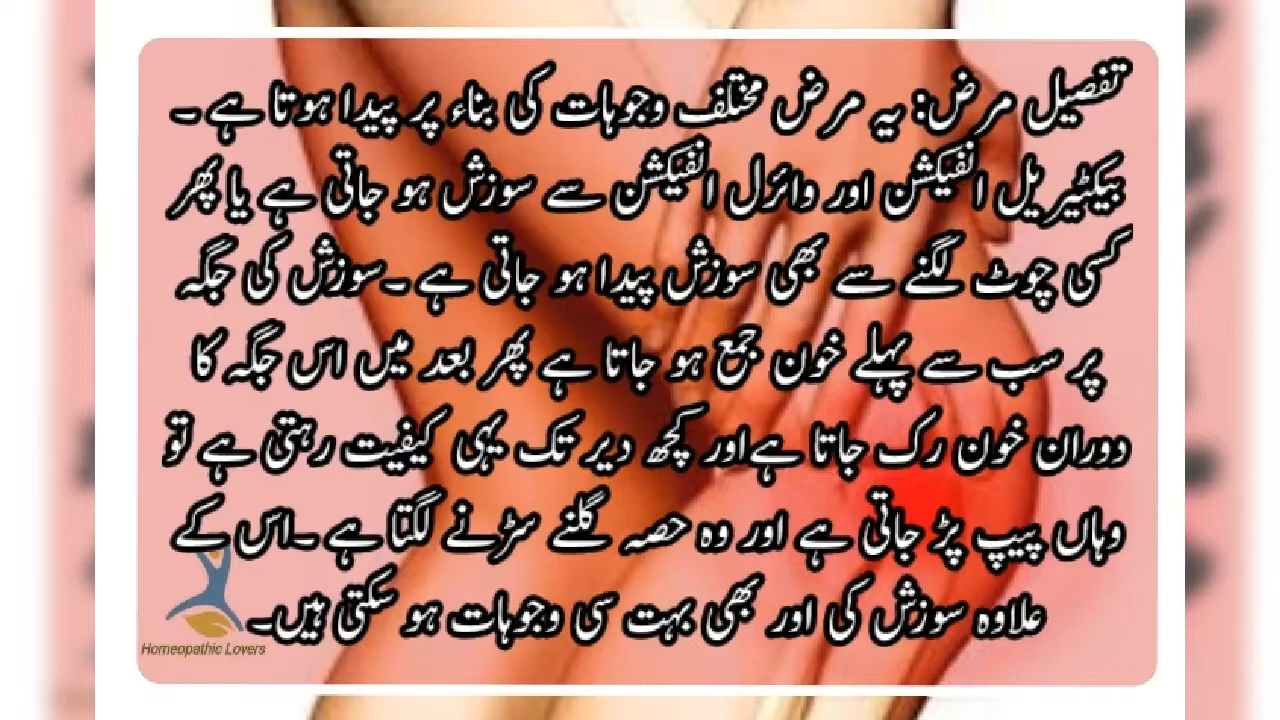 تفصیل مرض: یہ مرض مختلف وجوہات کی بناء پر پیدا ہوتا ہے ۔
بیکٹیریل انفیکشن اور وائرل انفیکشن سے سوزش ہو جاتی ہے یا پھر
کسی چوٹ لگنے سے بھی سوزش پیدا ہو جاتی ہے ۔سوزش کی جگہ
پر سب سے پہلے خون جمع ہو جاتا ہے پھر بعد میں اس جگہ کا
دوران خون رک جاتا ہےاور کچھ دیر تک یہی کیفیت رہتی ہے تو
وہاں پیپ پڑ جاتی ہے اور وہ حصہ گلنے سڑنے لگتا ہے ۔اس کے
علاوہ سوزش کی اور بھی بہت سی وجوہات ہو سکتی ہیں۔
Homeopathic Lovers